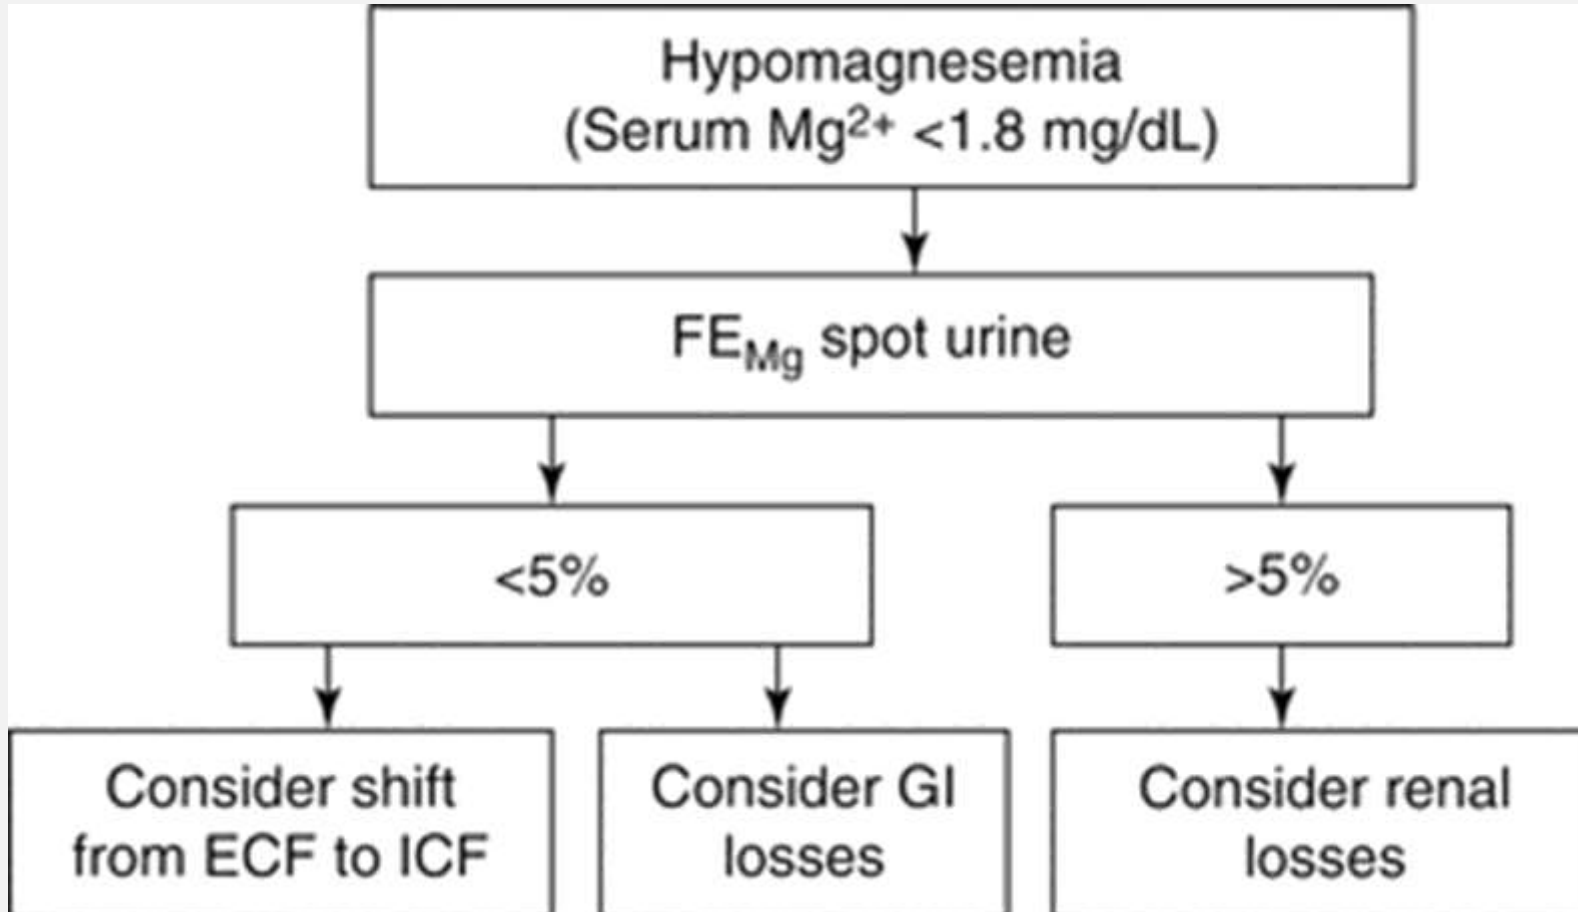 Hypomagnesemia
(Serum Mg²⁺ <1.8 mg/dL)
FE_Mg spot urine
<5%
>5%
Consider shift
from ECF to ICF
Consider GI
losses
Consider renal
losses